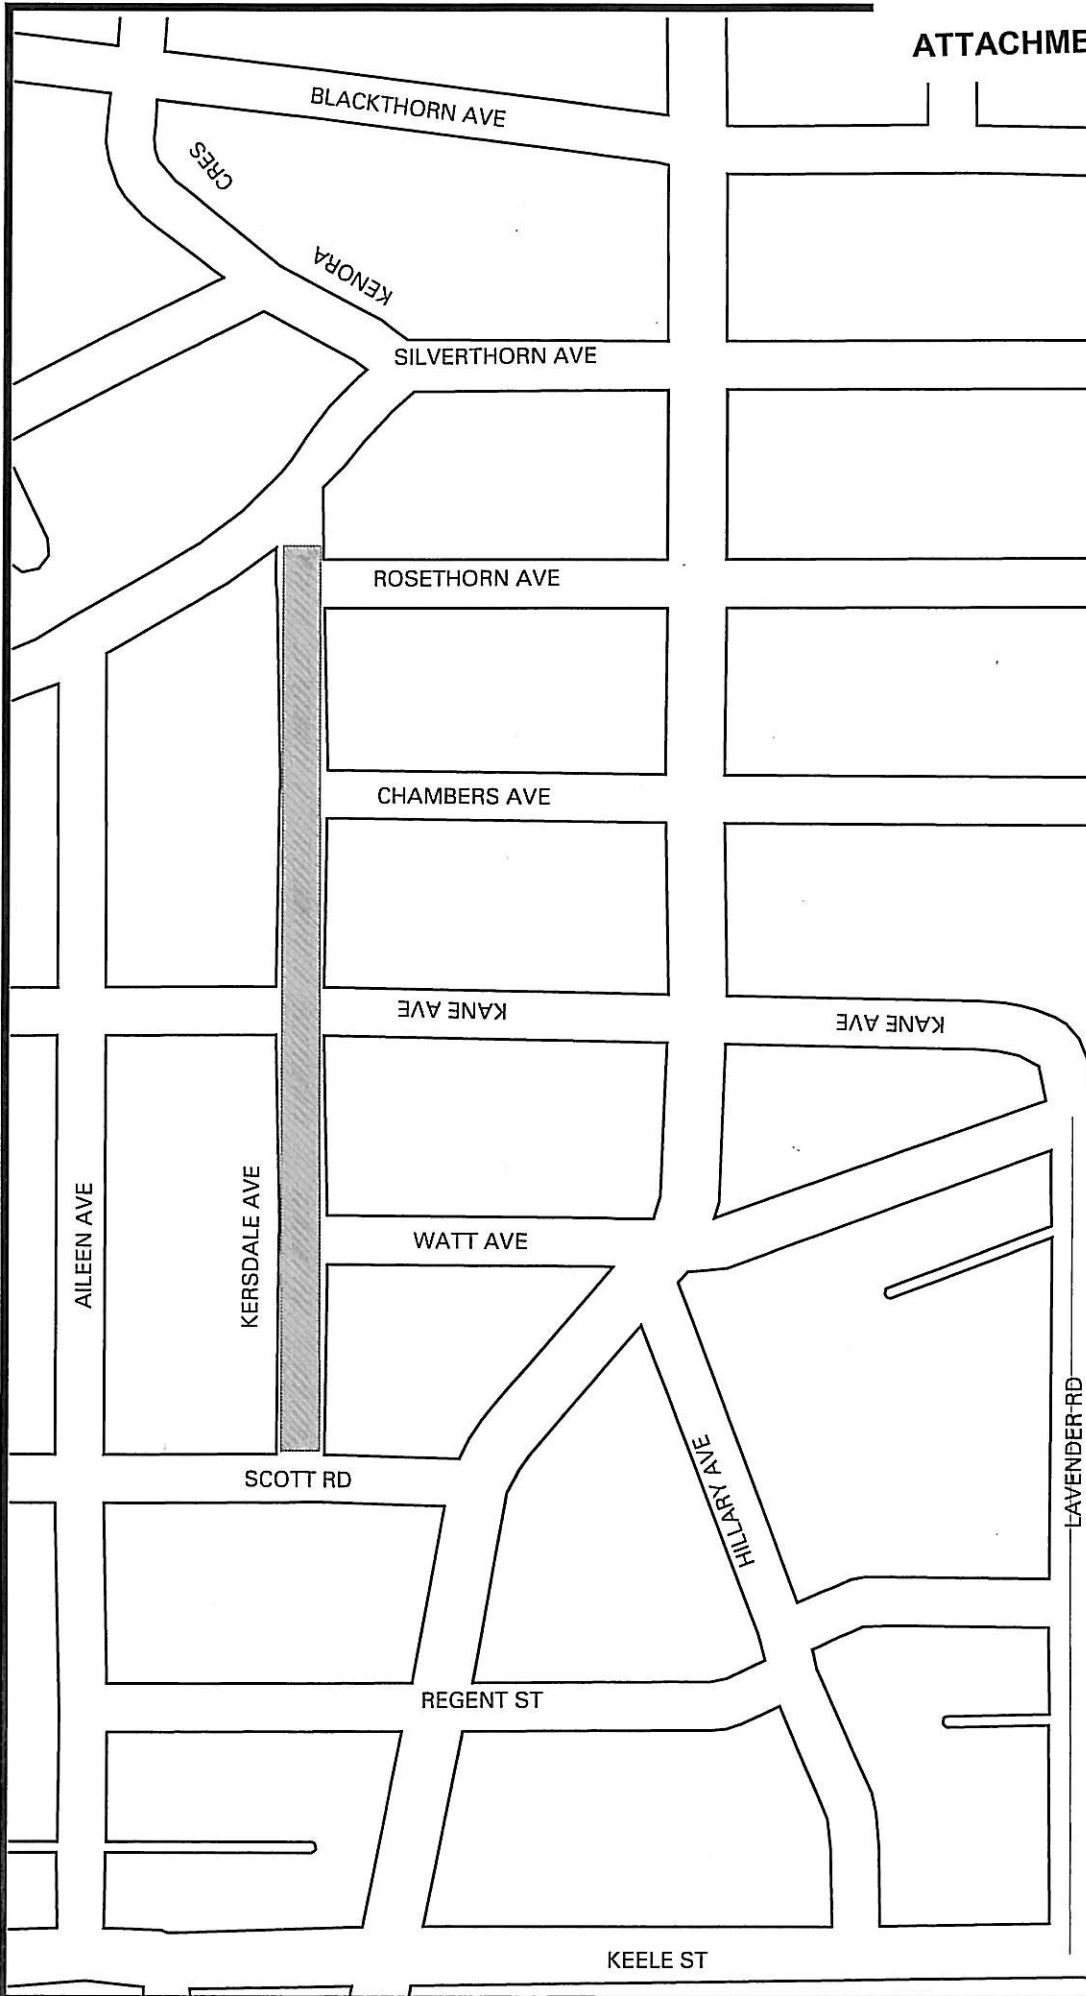 ATTACHME
BLACKTHORN AVE
CRES
KENORA
SILVERTHORN AVE
ROSETHORN AVE
CHAMBERS AVE
KANE AVE
KANE AVE
AILEEN AVE
KERSDALE AVE
WATT AVE
LAVENDER RD
HILLARY AVE
SCOTT RD
REGENT ST
KEELE ST